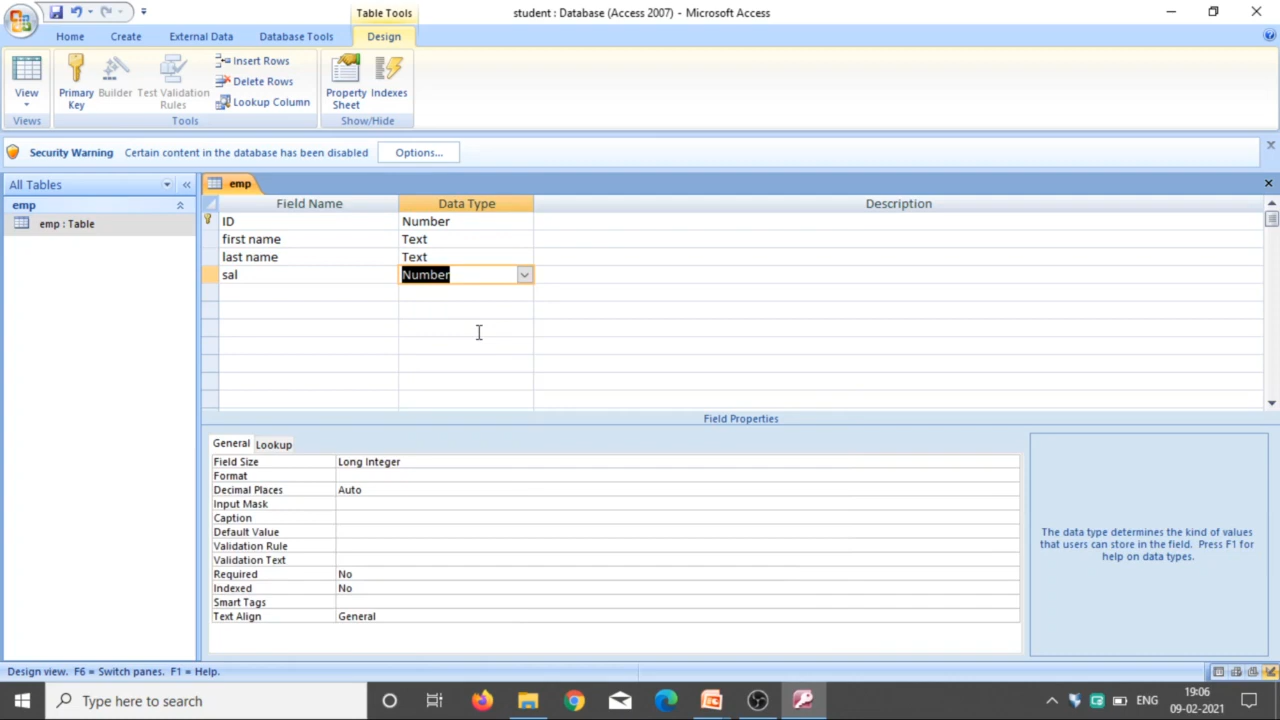 Table Tools
student : Database (Access 2007) - Microsoft Access
Home
Create
External Data
Database Tools
Design
View
Primary Key
Builder
Test Validation Rules
Insert Rows
Delete Rows
Lookup Column
Property Sheet
Indexes
Views
Tools
Show/Hide
Security Warning
Certain content in the database has been disabled
Options...
All Tables
emp
emp
emp : Table
Field Name
Data Type
Description
ID
Number
first name
Text
last name
Text
sal
Number
Field Properties
General
Lookup
Field Size
Long Integer
Format
Decimal Places
Auto
Input Mask
Caption
Default Value
Validation Rule
Validation Text
Required
No
Indexed
No
Smart Tags
Text Align
General
The data type determines the kind of values
that users can store in the field. Press F1 for
help on data types.
Design view. F6 = Switch panes. F1 = Help.
Type here to search
ENG
19:06
09-02-2021